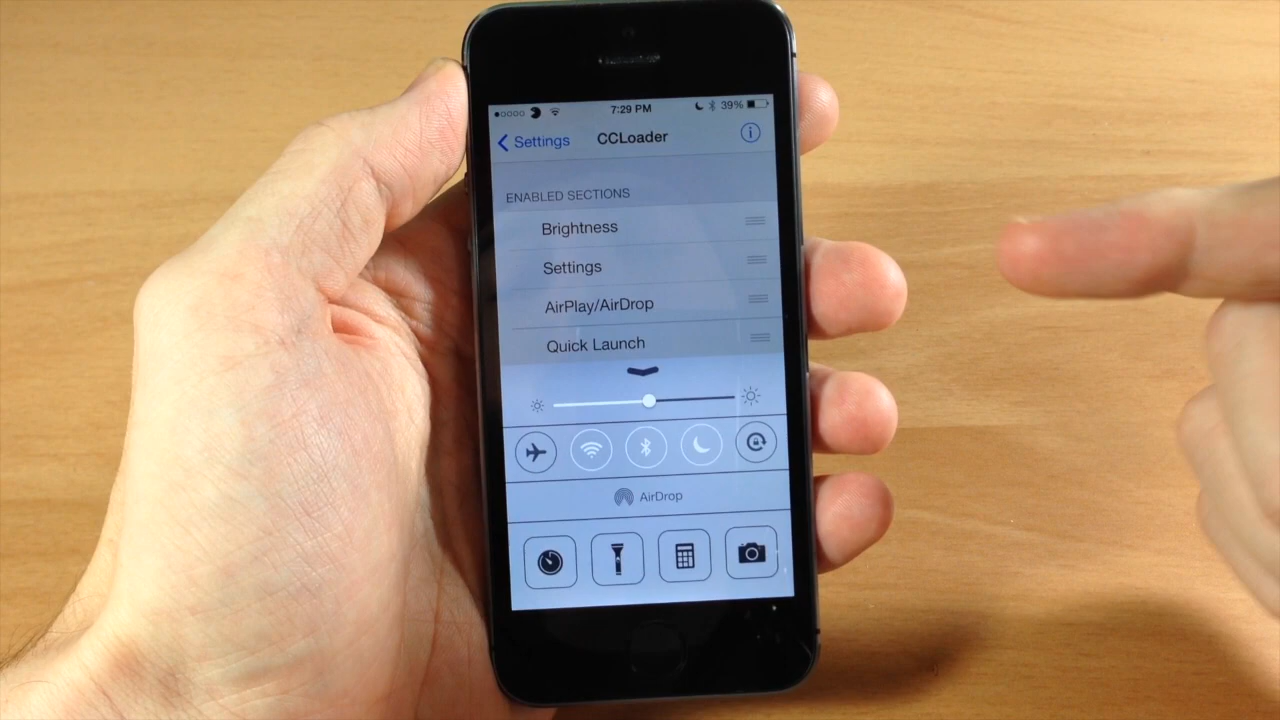 7:29 PM 39%
Settings CCLoader
ENABLED SECTIONS
Brightness
Settings
AirPlay/AirDrop
Quick Launch
AirDrop